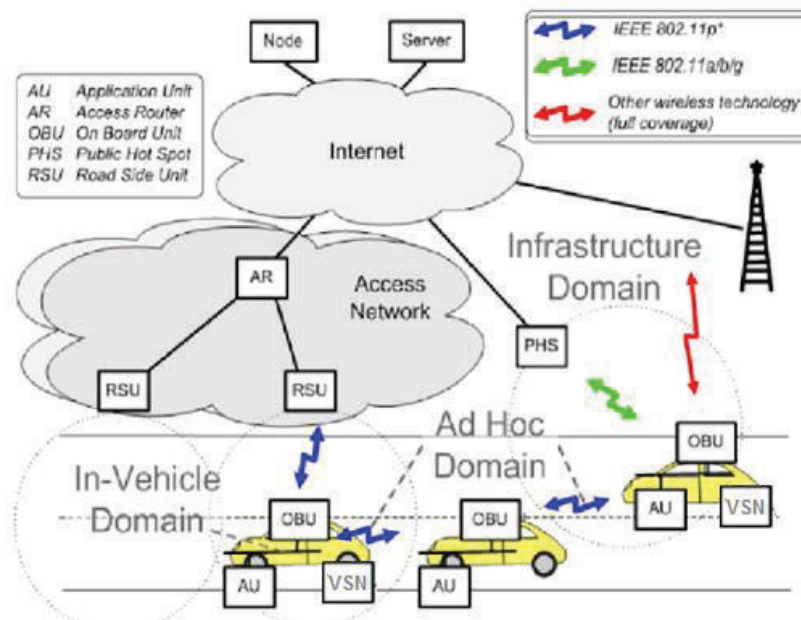 Node
Server
IEEE 802.11p*
IEEE 802.11a/b/g
Other wireless technology
(full coverage)
AU Application Unit
AR Access Router
OBU On Board Unit
PHS Public Hot Spot
RSU Road Side Unit
Internet
Infrastructure
Domain
AR
Access
Network
PHS
RSU
RSU
Ad Hoc
Domain
OBU
In-Vehicle
Domain
AU
VSN
OBU
OBU
AU
VSN
AU